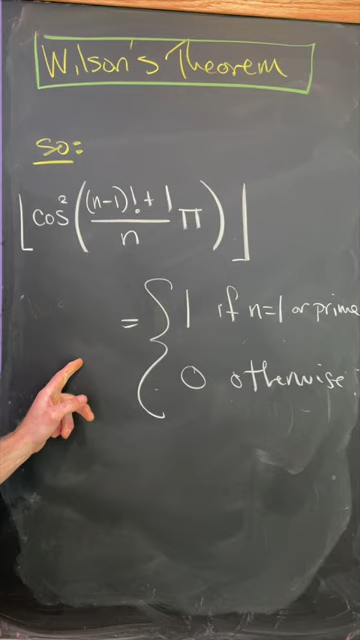 Wilson's Theorem
so:
⌊cos²((n-1)!+1/n π)⌋
= { 1 if n=1 or prime
0 otherwise.